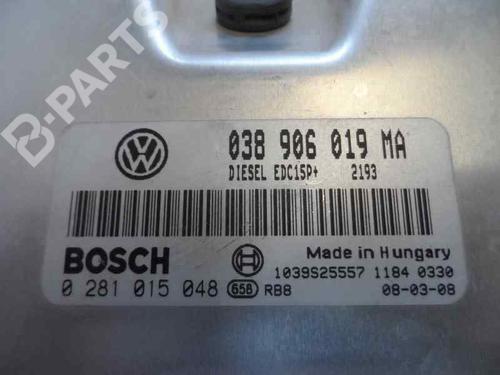 B-PARTS
038 906 019 MA
DIESEL EDC15P+ 2193
BOSCH
Made in Hungary
1039S25557 1184 0330
0 281 015 048 658 RB8 08-03-08